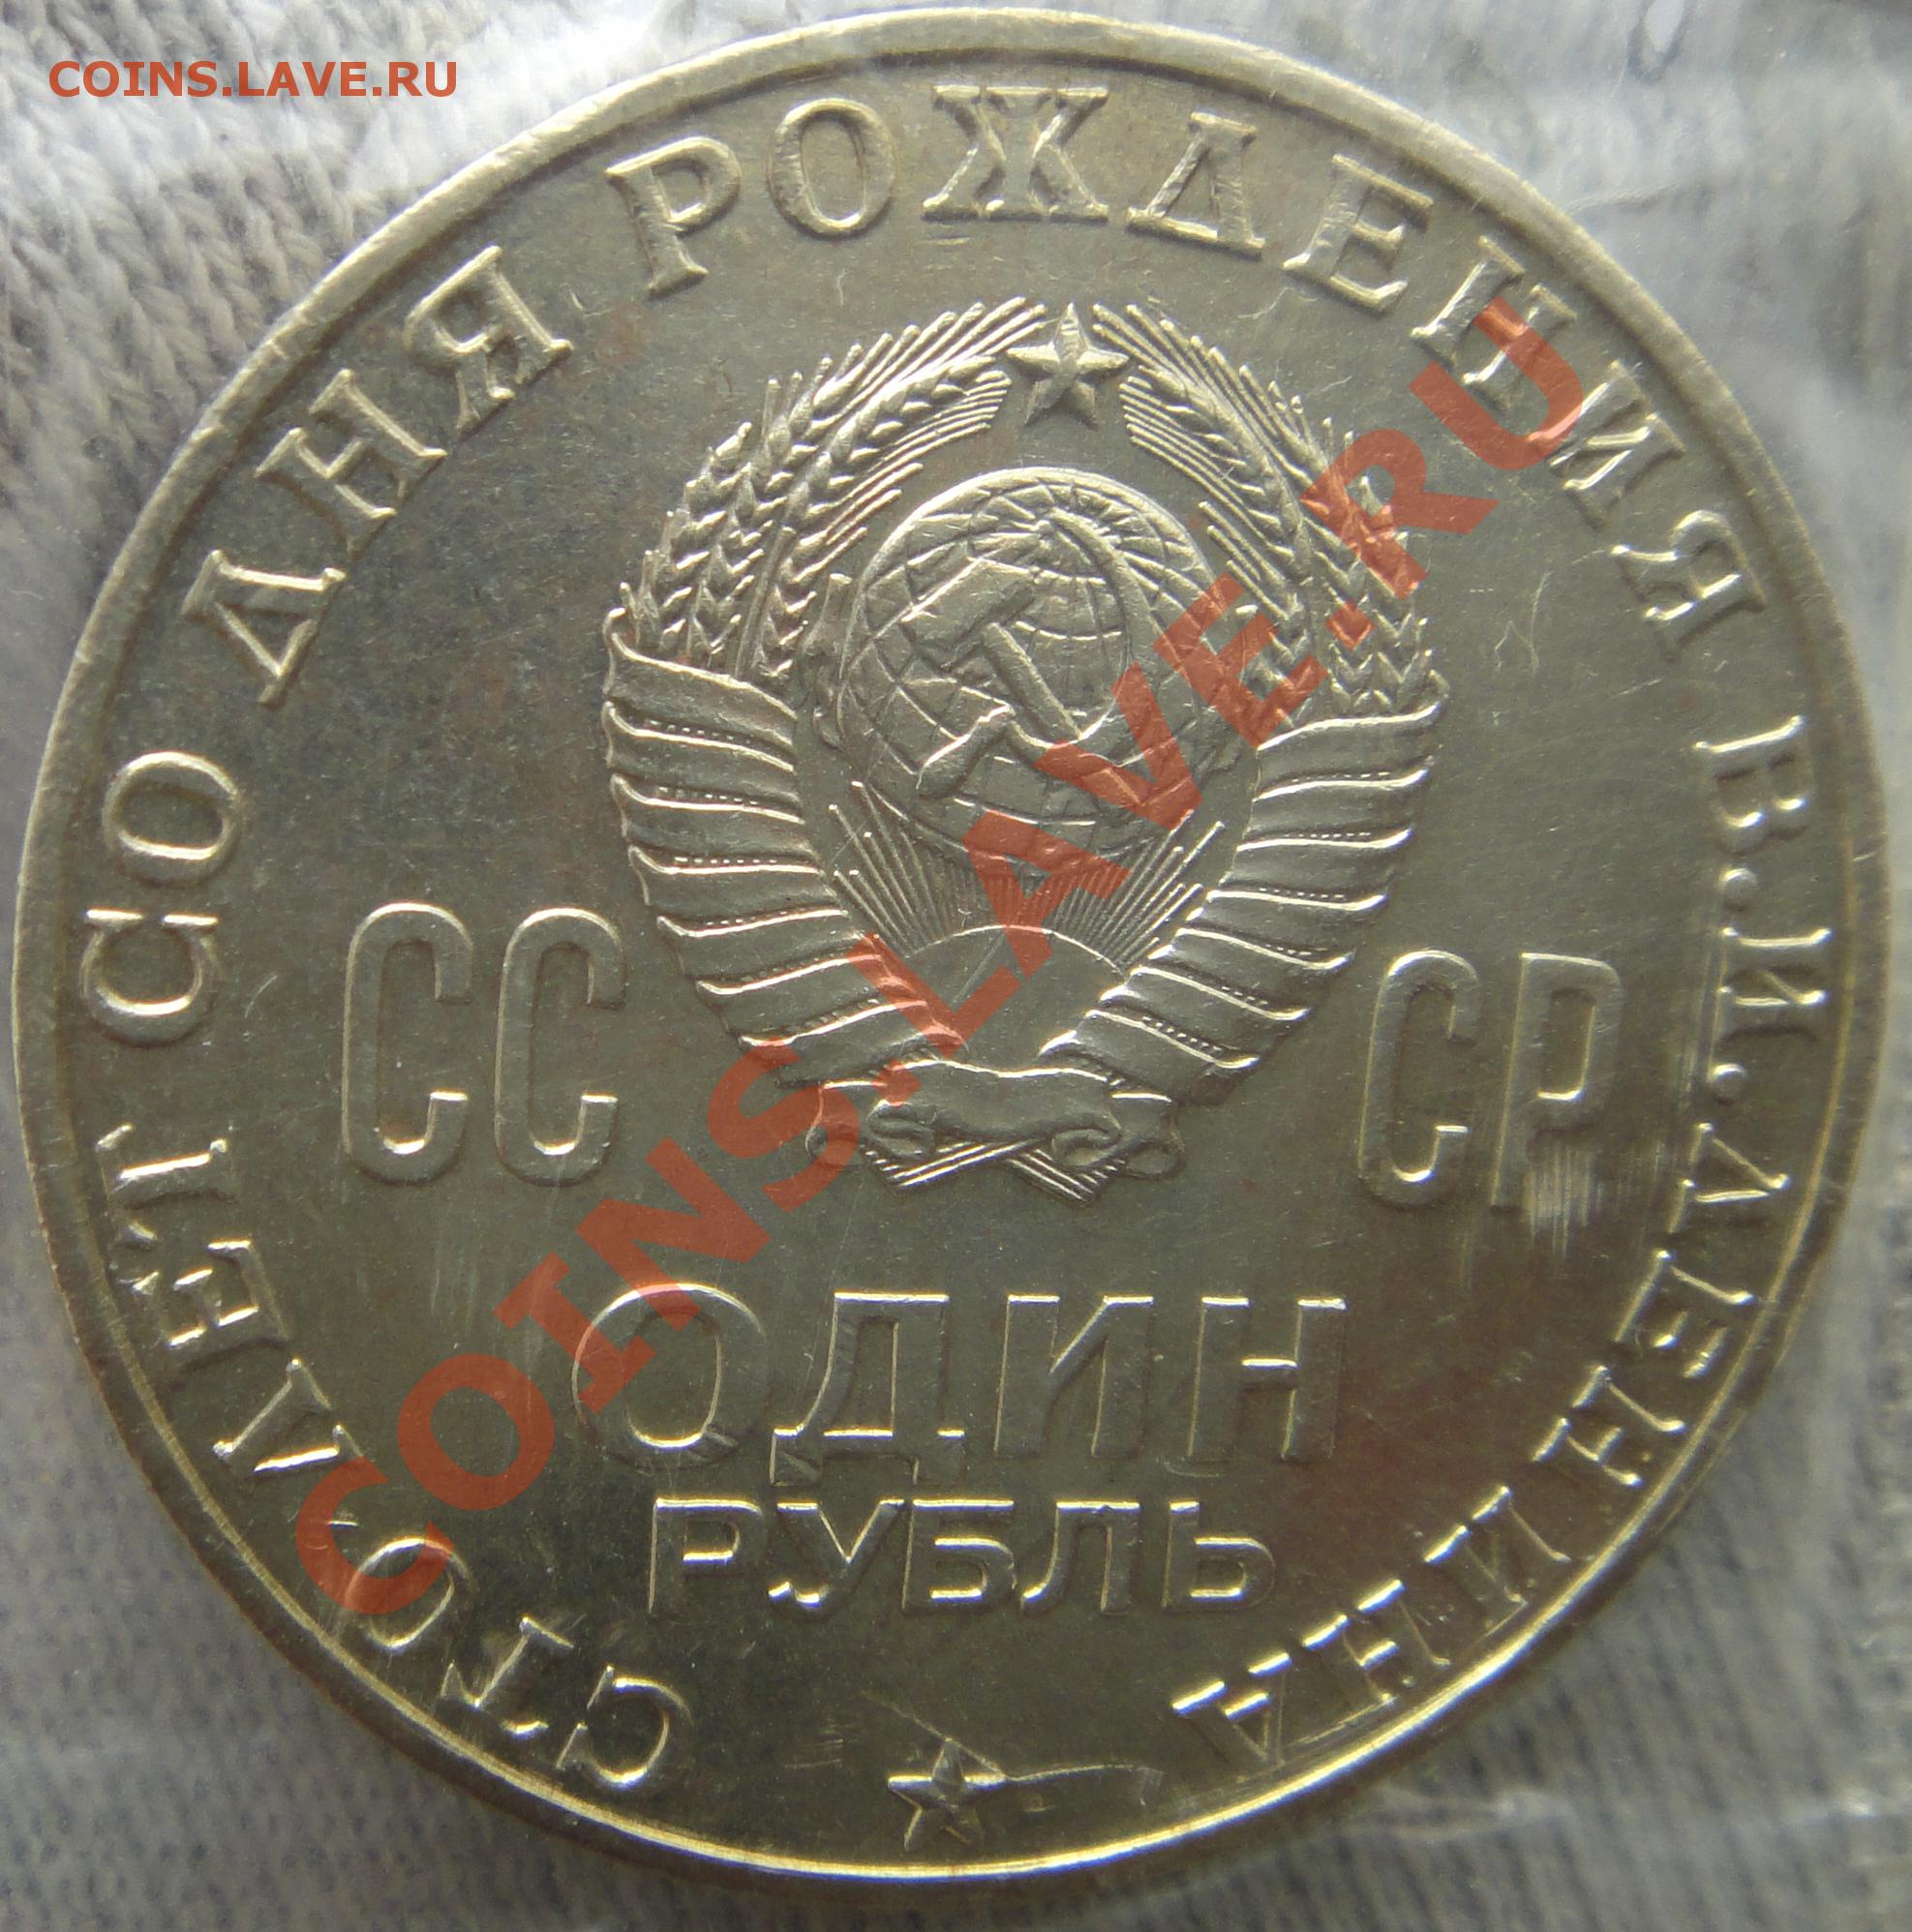 COINS.LAVE.RU
СТО ЛЕТ СО ДНЯ РОЖДЕНИЯ В.И.ЛЕНИНА
СС СР
ОДИН
РУБЛЬ
COINS.LAVE.RU